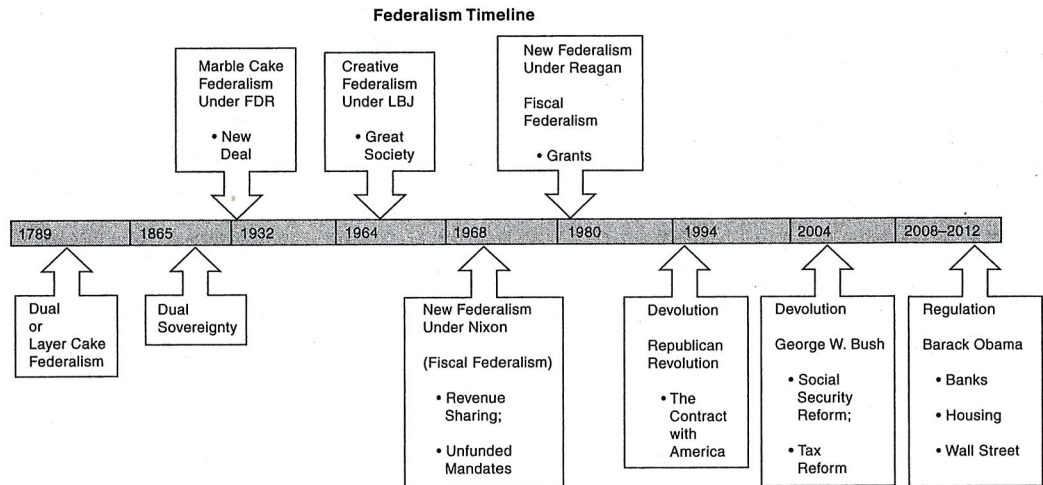 Federalism Timeline
Marble Cake
Federalism
Under FDR
• New
Deal
Creative
Federalism
Under LBJ
• Great
Society
New Federalism
Under Reagan
Fiscal
Federalism
• Grants
1789
1865
1932
1964
1968
1980
1994
2004
2008–2012
Dual
or
Layer Cake
Federalism
Dual
Sovereignty
New Federalism
Under Nixon
(Fiscal Federalism)
• Revenue
Sharing;
• Unfunded
Mandates
Devolution
Republican
Revolution
• The
Contract
with
America
Devolution
George W. Bush
• Social
Security
Reform;
• Tax
Reform
Regulation
Barack Obama
• Banks
• Housing
• Wall Street